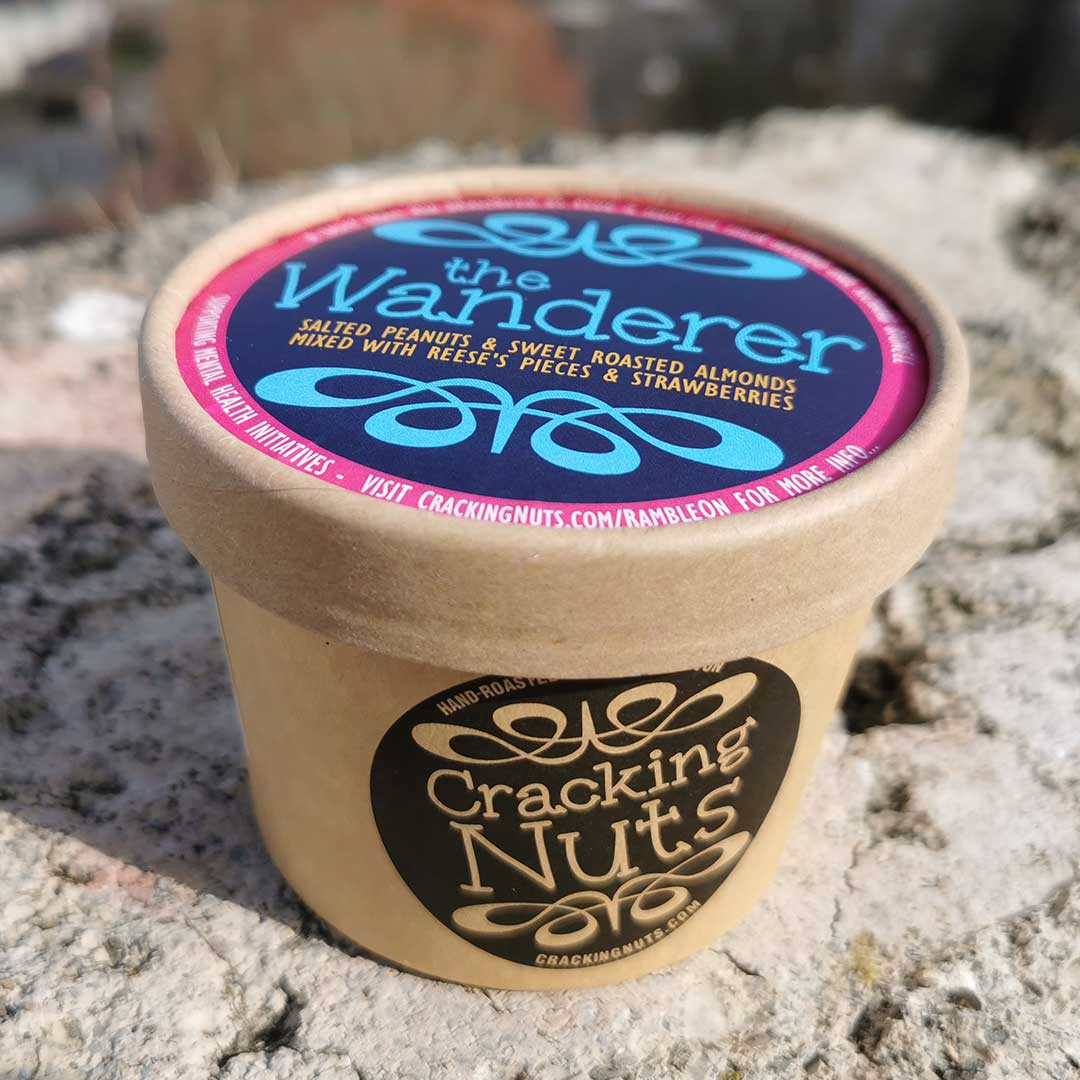 the
Wanderer
SALTED PEANUTS & SWEET ROASTED ALMONDS
MIXED WITH REESE'S PIECES & STRAWBERRIES
SUPPORTING MENTAL HEALTH INITIATIVES - VISIT CRACKINGNUTS.COM/RAMBLEON FOR MORE INFO...
HAND-ROASTED
Cracking
Nuts
CRACKINGNUTS.COM